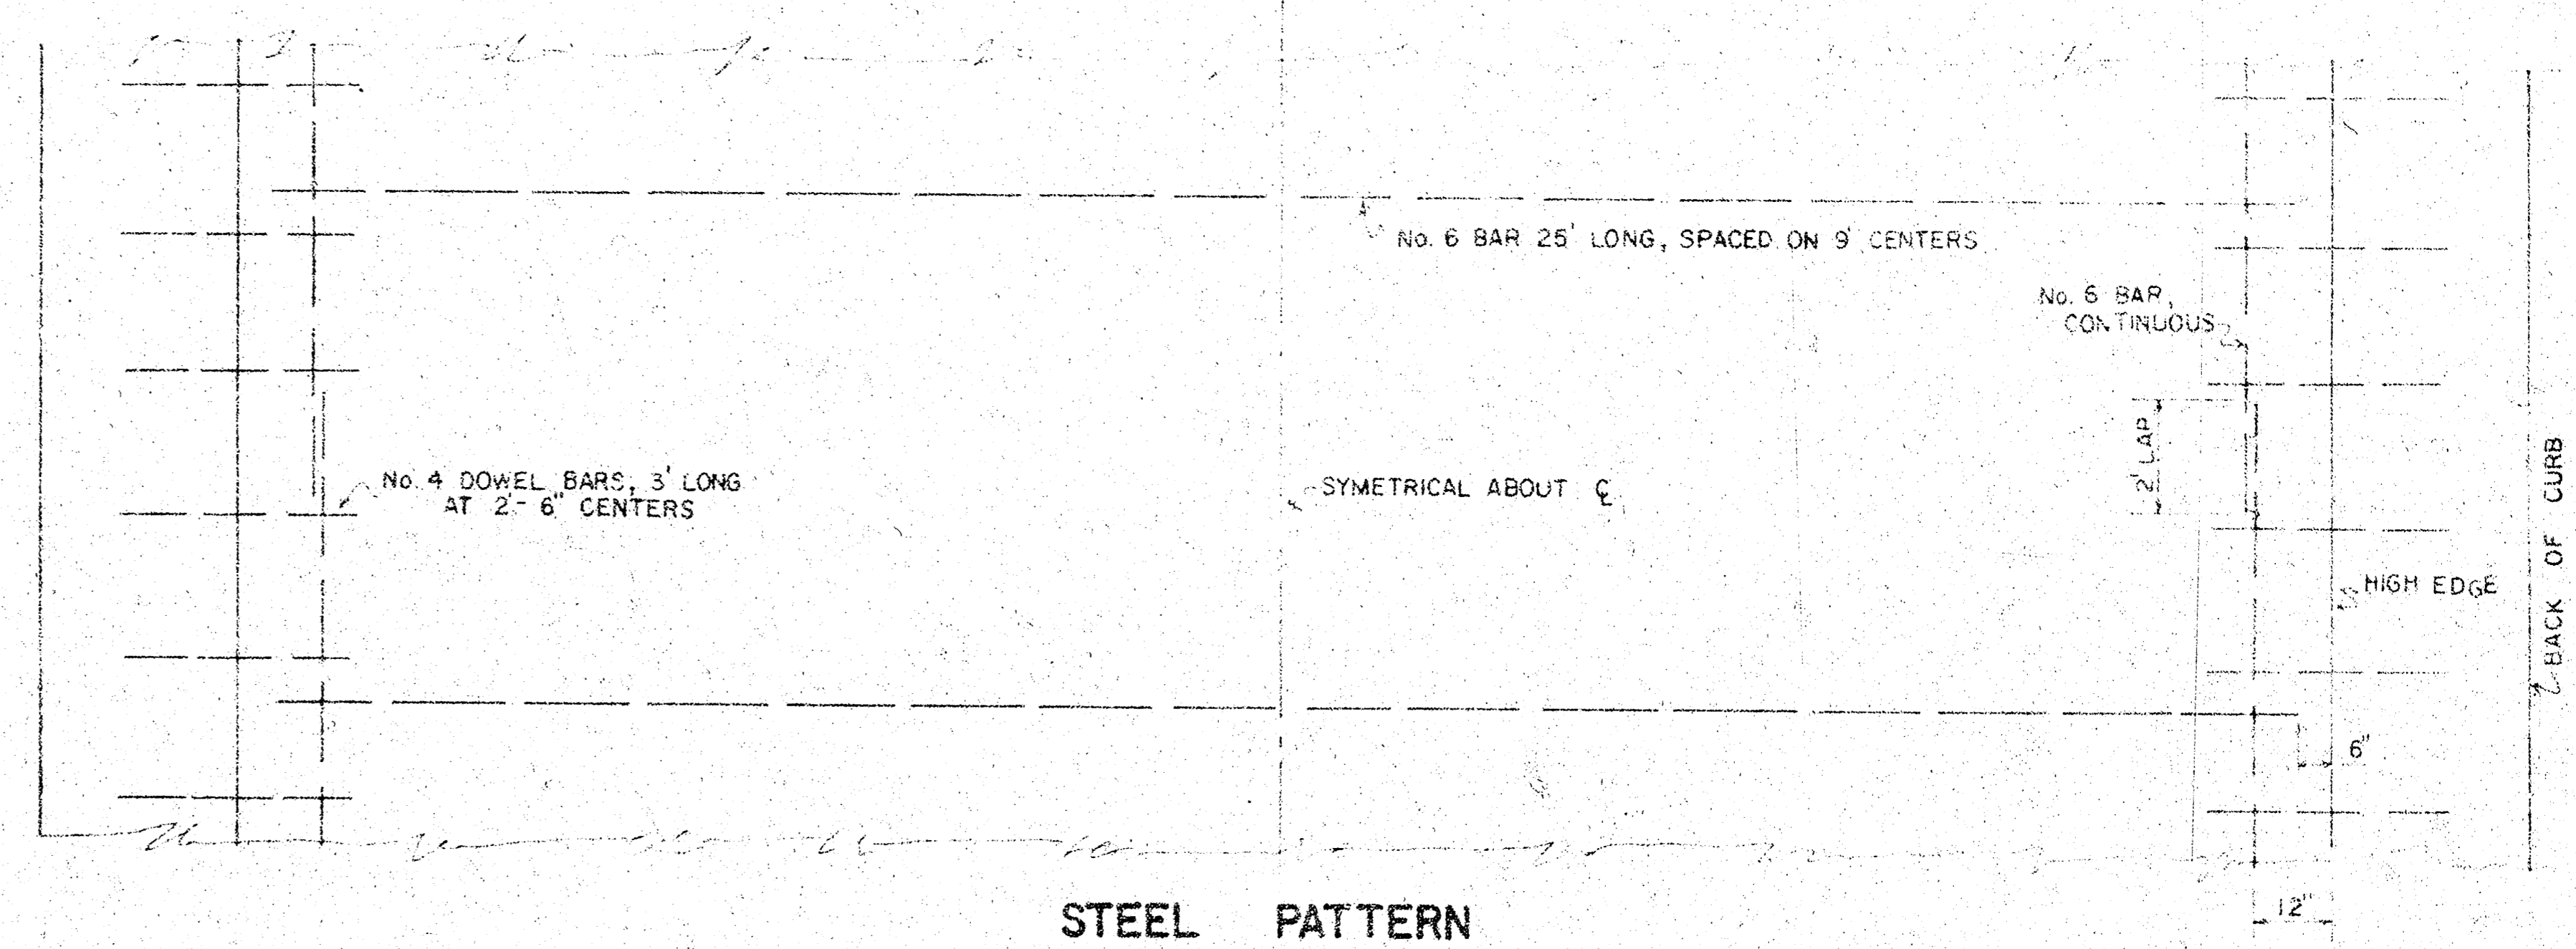 No. 6 BAR 25' LONG, SPACED ON 9' CENTERS
No. 6 BAR,
CONTINUOUS
2' LAP
No. 4 DOWEL BARS, 3' LONG
AT 2'- 6" CENTERS
SYMETRICAL ABOUT ℄
BACK OF CURB
HIGH EDGE
6"
12"
STEEL PATTERN